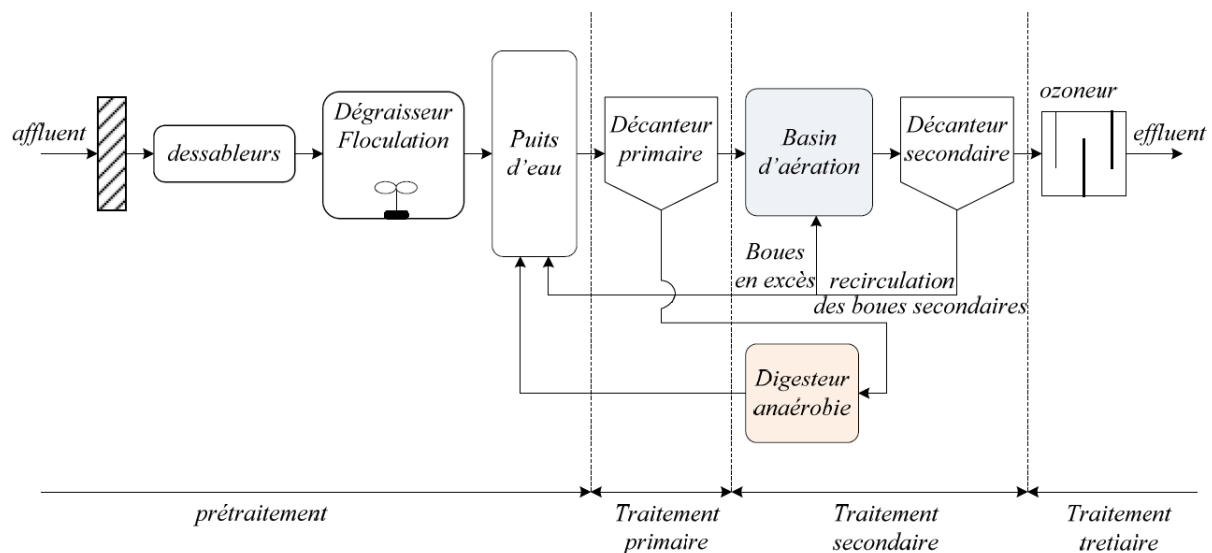 affluent
dessableurs
Dégraisseur
Floculation
Puits
d'eau
Décanteur
primaire
Basin
d'aération
Décanteur
secondaire
ozoneur
effluent
Boues
en excès
recirculation
des boues secondaires
Digesteur
anaérobie
prétraitement
Traitement
primaire
Traitement
secondaire
Traitement
tretiaire